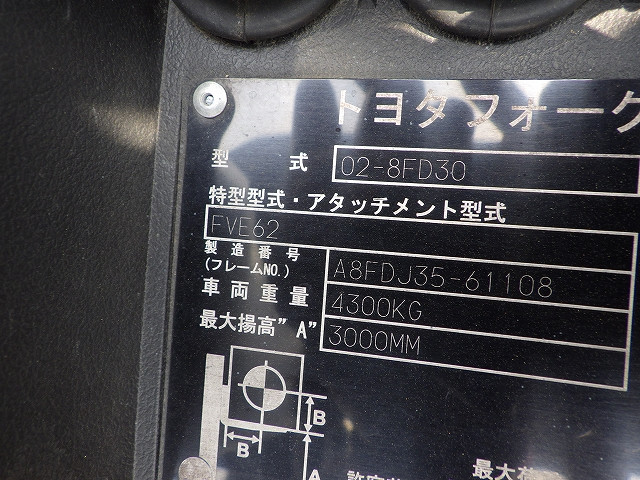 トヨタフォーク
型 式 02-8FD30
特型型式・アタッチメント型式
FVE62
製造番号
(フレームNO.) A8FDJ35-61108
車両重量 4300KG
最大揚高"A" 3000MM
B
B
A
最大荷